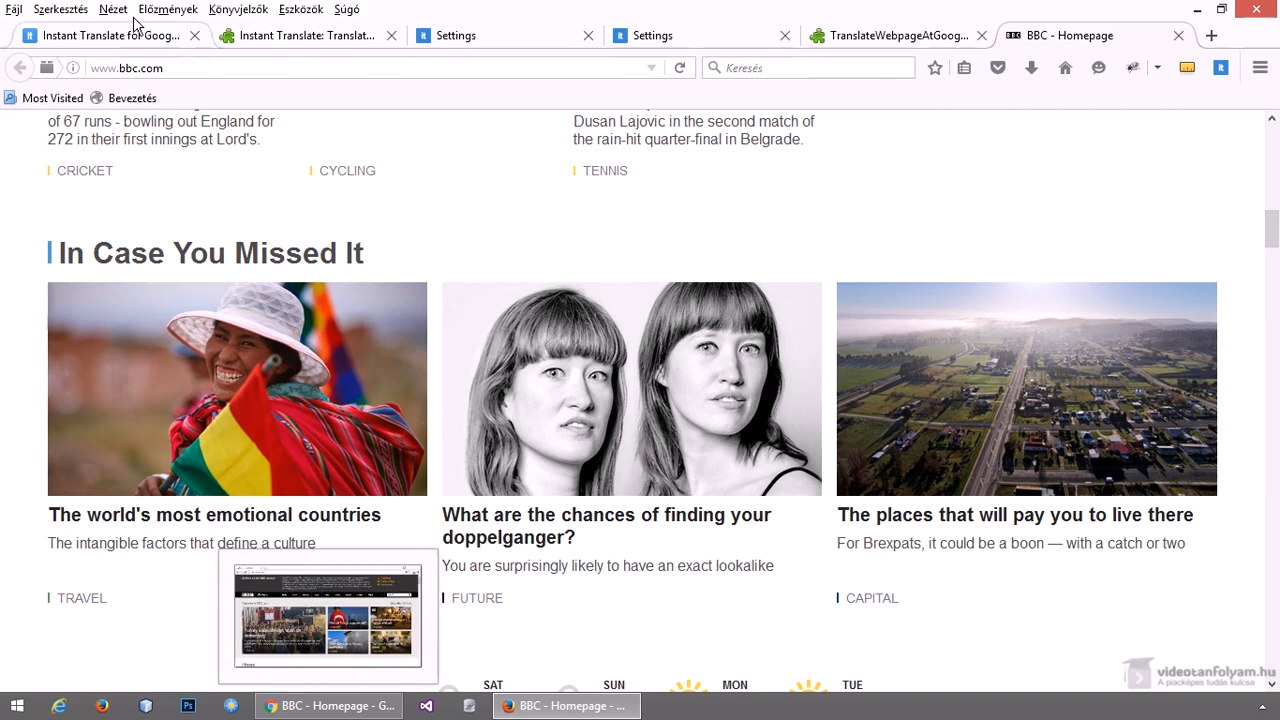 Fájl Szerkesztés Nézet Előzmények Könyvjelzők Eszközök Súgó
Instant Translate for Goog... Instant Translate: Translat... Settings Settings TranslateWebpageAtGoog... BBC - Homepage
www.bbc.com Keresés
Most Visited Bevezetés
of 67 runs - bowling out England for
272 in their first innings at Lord's.
Dusan Lajovic in the second match of
the rain-hit quarter-final in Belgrade.
CRICKET CYCLING TENNIS
In Case You Missed It
The world's most emotional countries
The intangible factors that define a culture
TRAVEL
What are the chances of finding your
doppelganger?
You are surprisingly likely to have an exact lookalike
FUTURE
The places that will pay you to live there
For Brexpats, it could be a boon — with a catch or two
CAPITAL
SAT SUN MON TUE
videotanfolyam.hu
A piacképes tudás kulcsa
BBC - Homepage - G... BBC - Homepage - ...